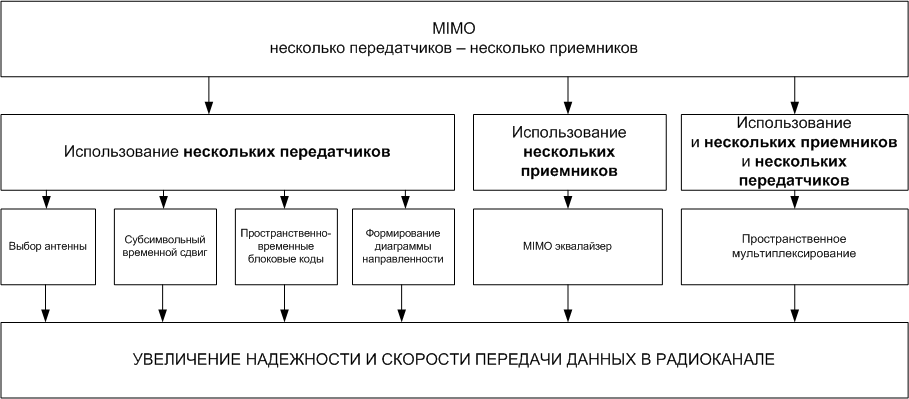 MIMO
несколько передатчиков – несколько приемников
Использование нескольких передатчиков
Использование
нескольких
приемников
Использование
и нескольких приемников
и нескольких
передатчиков
Выбор антенны
Субсимвольный
временной сдвиг
Пространственно-
временные
блоковые коды
Формирование
диаграммы
направленности
MIMO эквалайзер
Пространственное
мультиплексирование
УВЕЛИЧЕНИЕ НАДЕЖНОСТИ И СКОРОСТИ ПЕРЕДАЧИ ДАННЫХ В РАДИОКАНАЛЕ